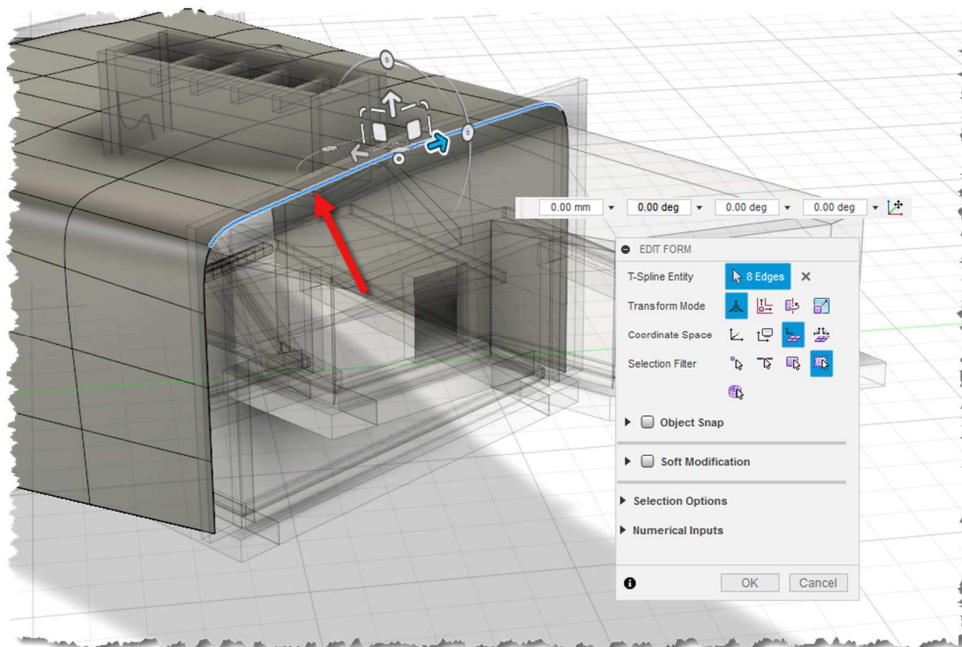 0.00 mm 0.00 deg 0.00 deg 0.00 deg
EDIT FORM
T-Spline Entity 8 Edges
Transform Mode
Coordinate Space
Selection Filter
Object Snap
Soft Modification
Selection Options
Numerical Inputs
OK Cancel